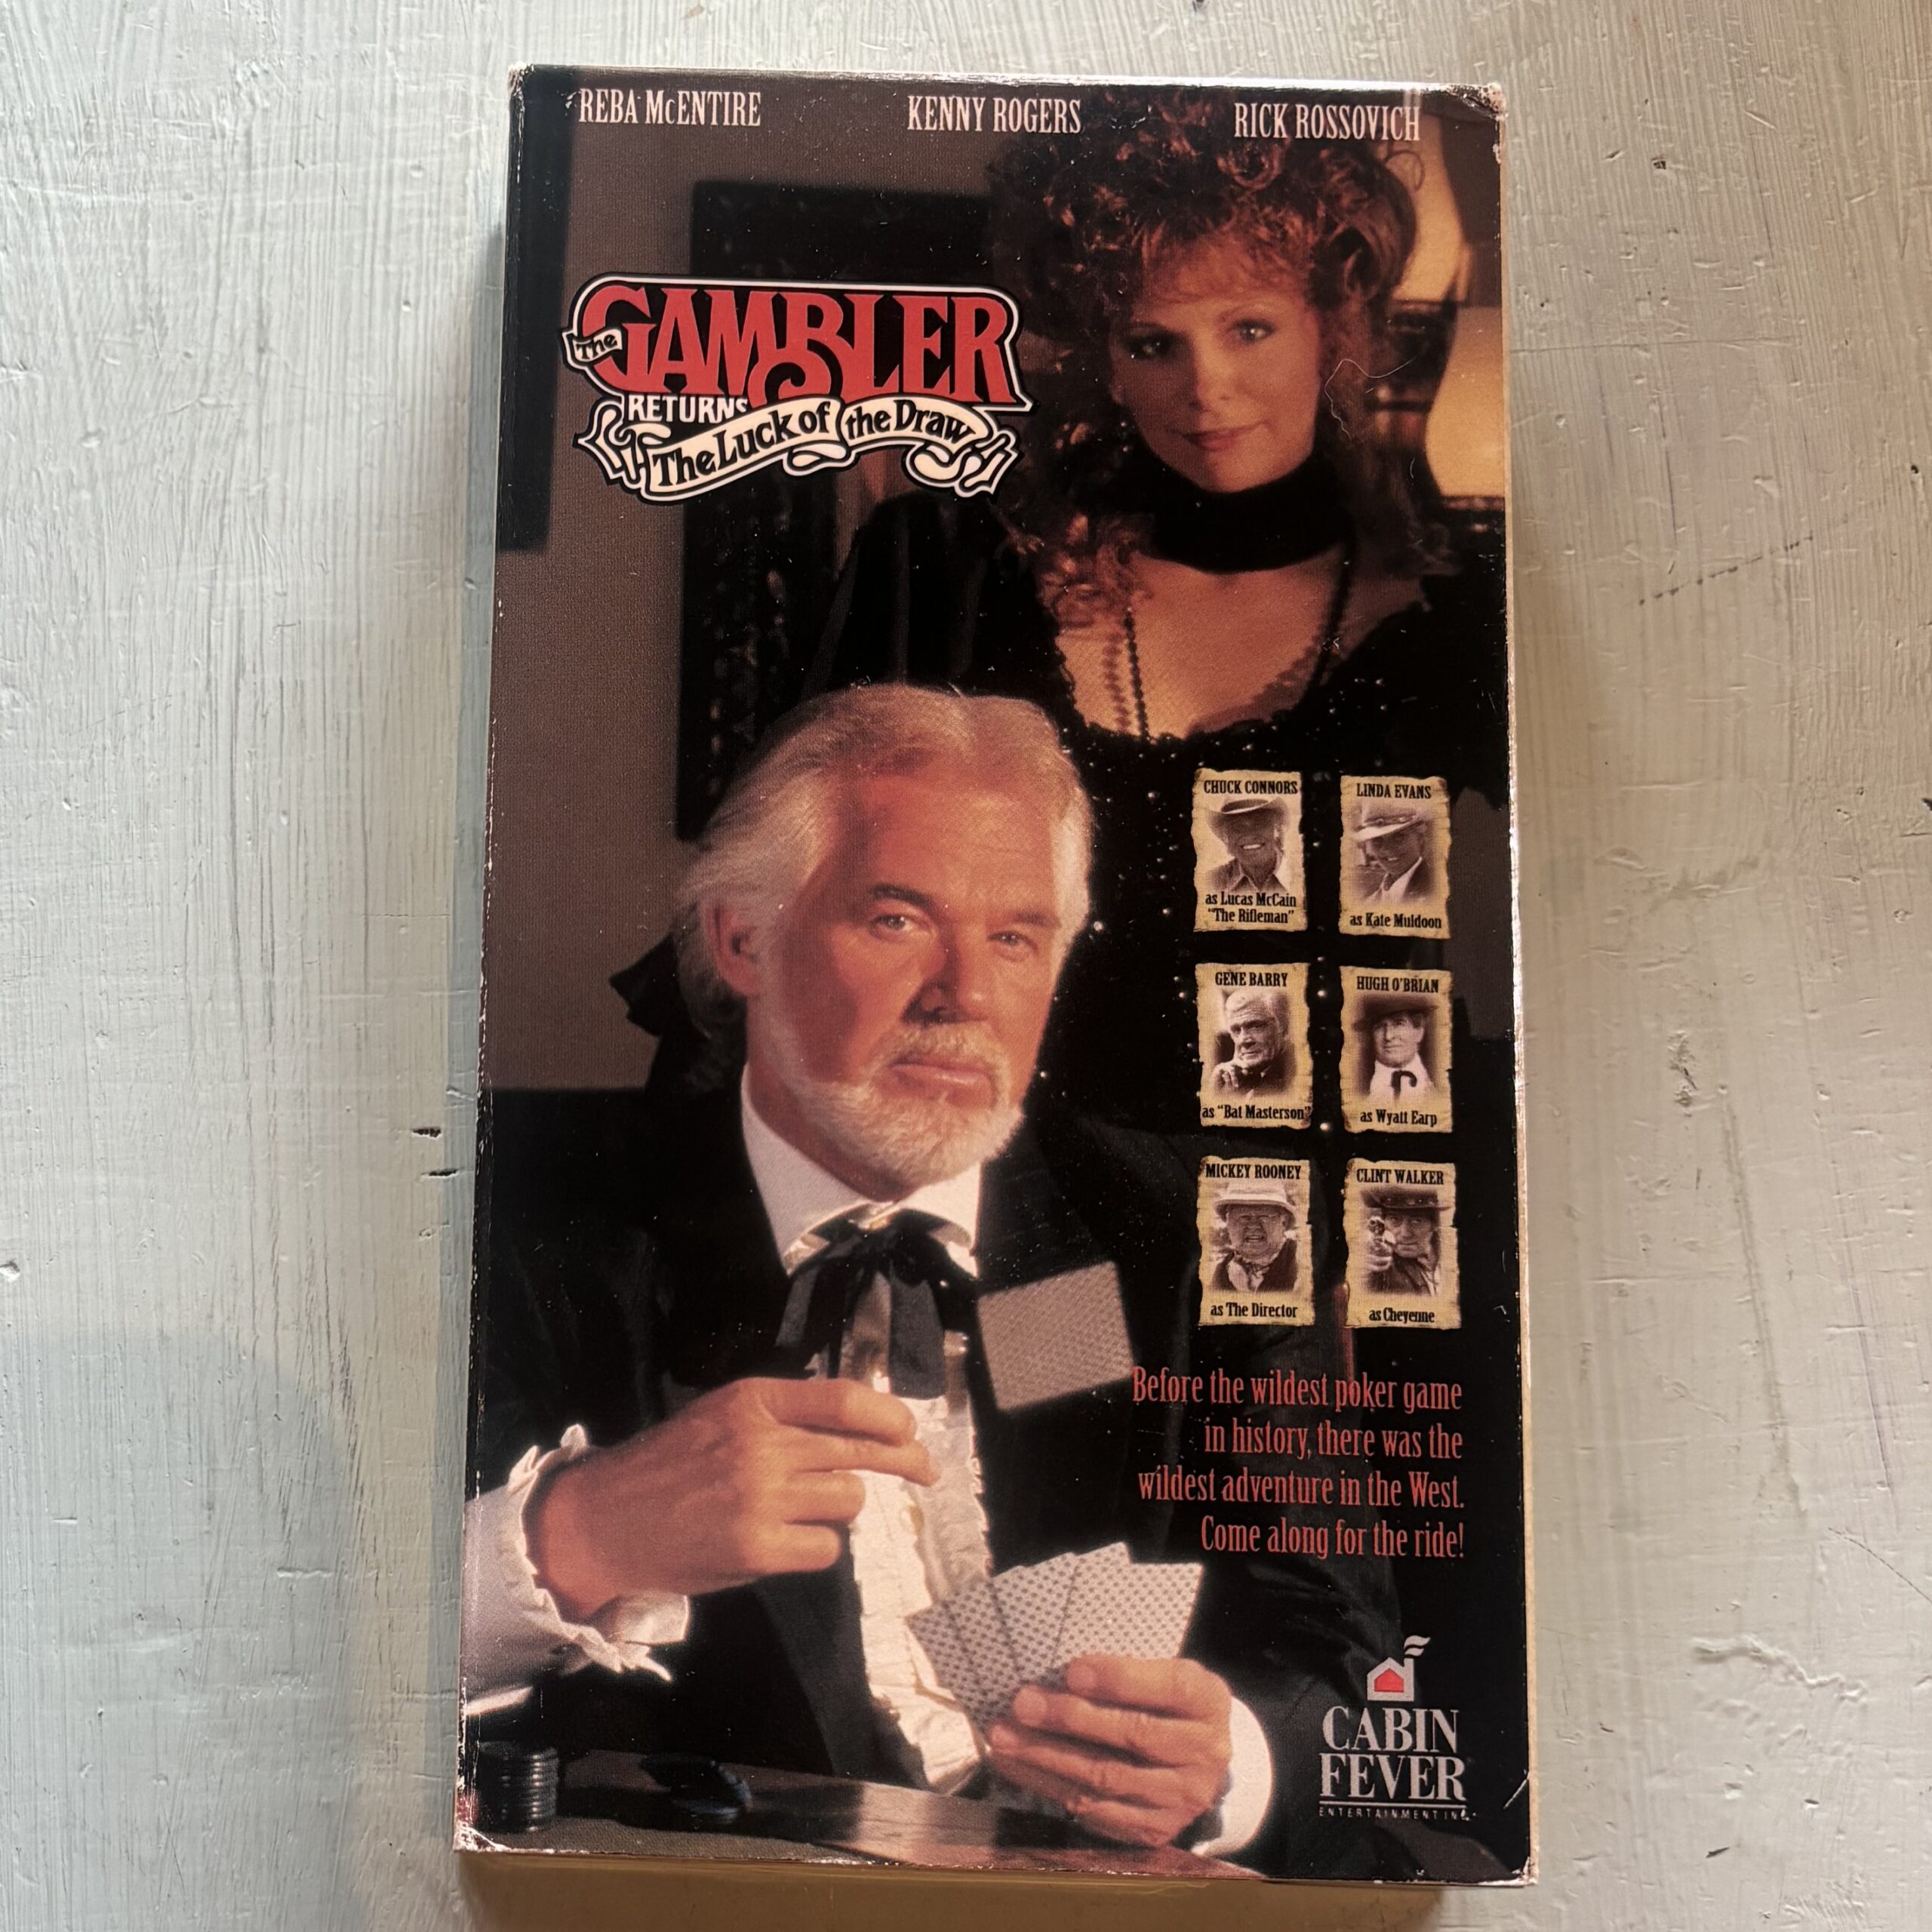 REBA McENTIRE KENNY ROGERS RICK ROSSOVICH
The GAMBLER
RETURNS
The Luck of the Draw
CHUCK CONNORS
as Lucas McCain
"The Rifleman"
LINDA EVANS
as Kate Muldoon
GENE BARRY
as "Bat Masterson"
HUGH O'BRIAN
as Wyatt Earp
MICKEY ROONEY
as The Director
CLINT WALKER
as Cheyenne
Before the wildest poker game
in history, there was the
wildest adventure in the West.
Come along for the ride!
CABIN
FEVER
ENTERTAINMENT INC.